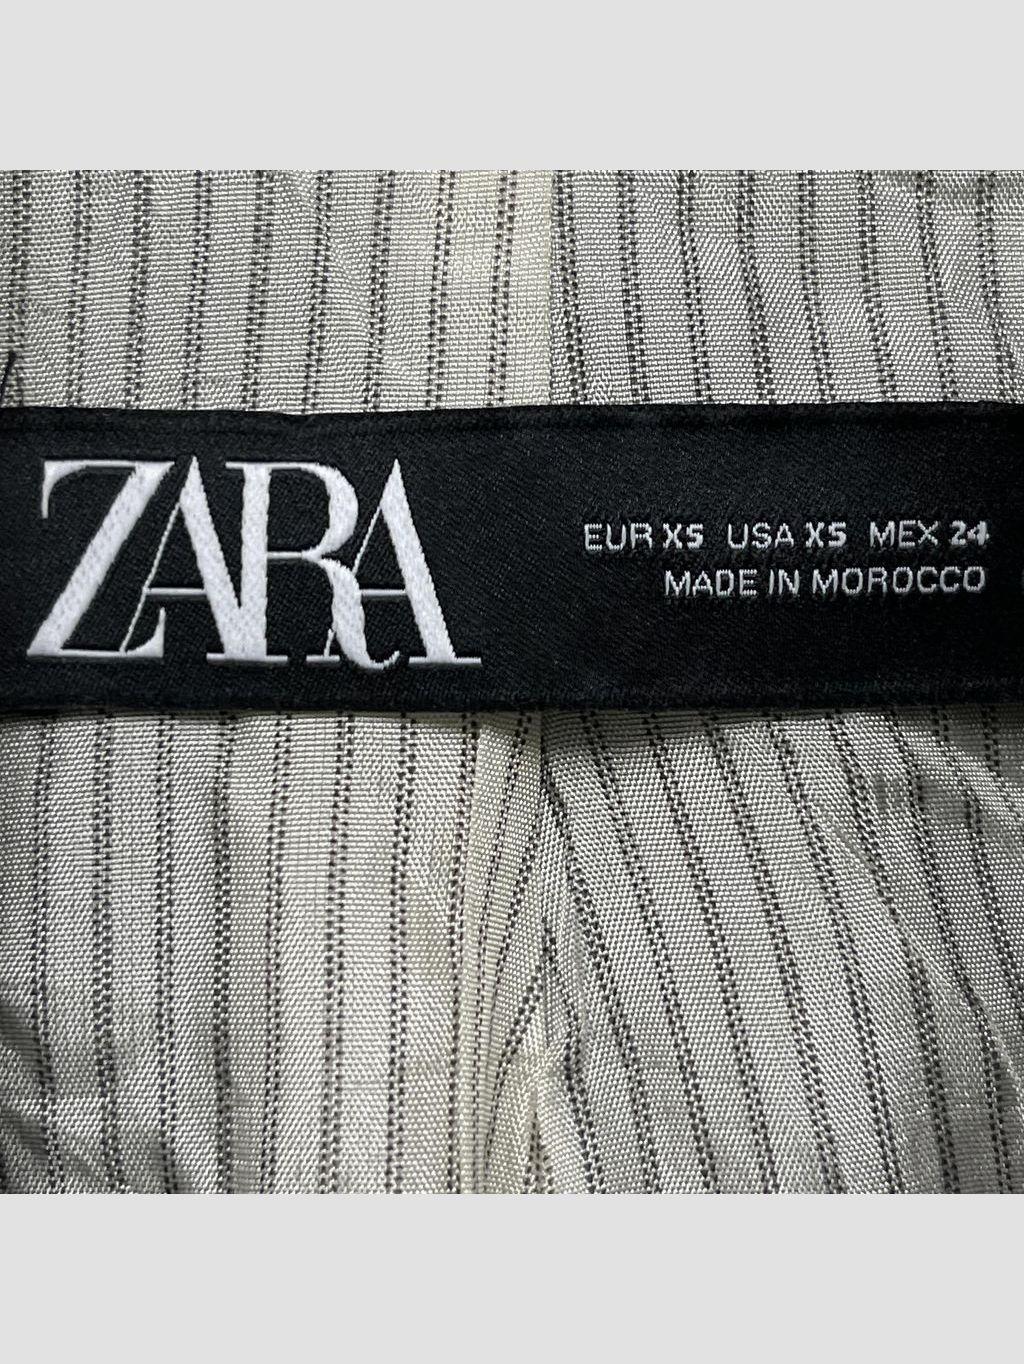 ZARA
EUR XS USA XS MEX 24
MADE IN MOROCCO